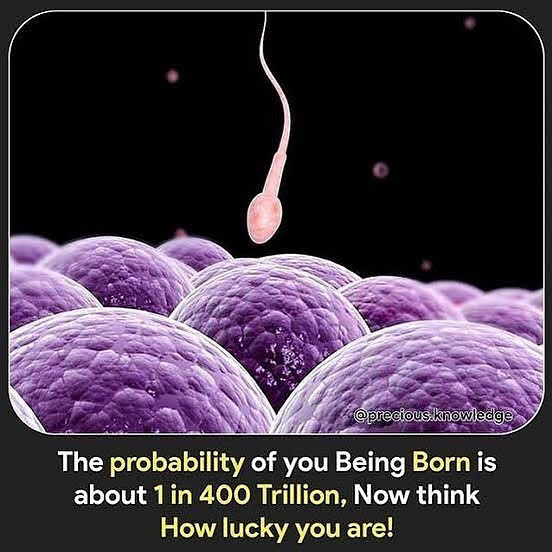 @precious.knowledge
The probability of you Being Born is
about 1 in 400 Trillion, Now think
How lucky you are!